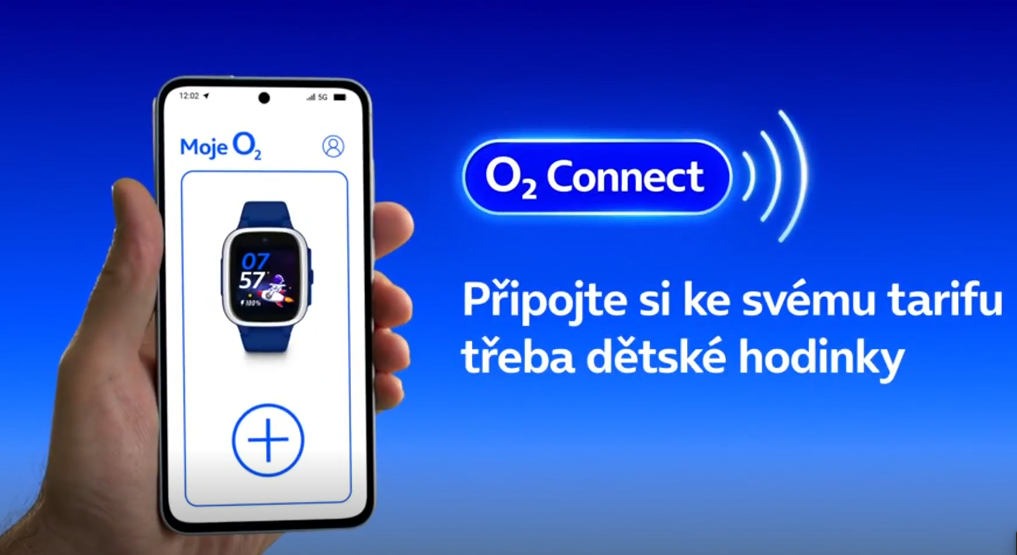 12:02
5G
Moje O₂
07
57
100%
O₂ Connect
Připojte si ke svému tarifu
třeba dětské hodinky